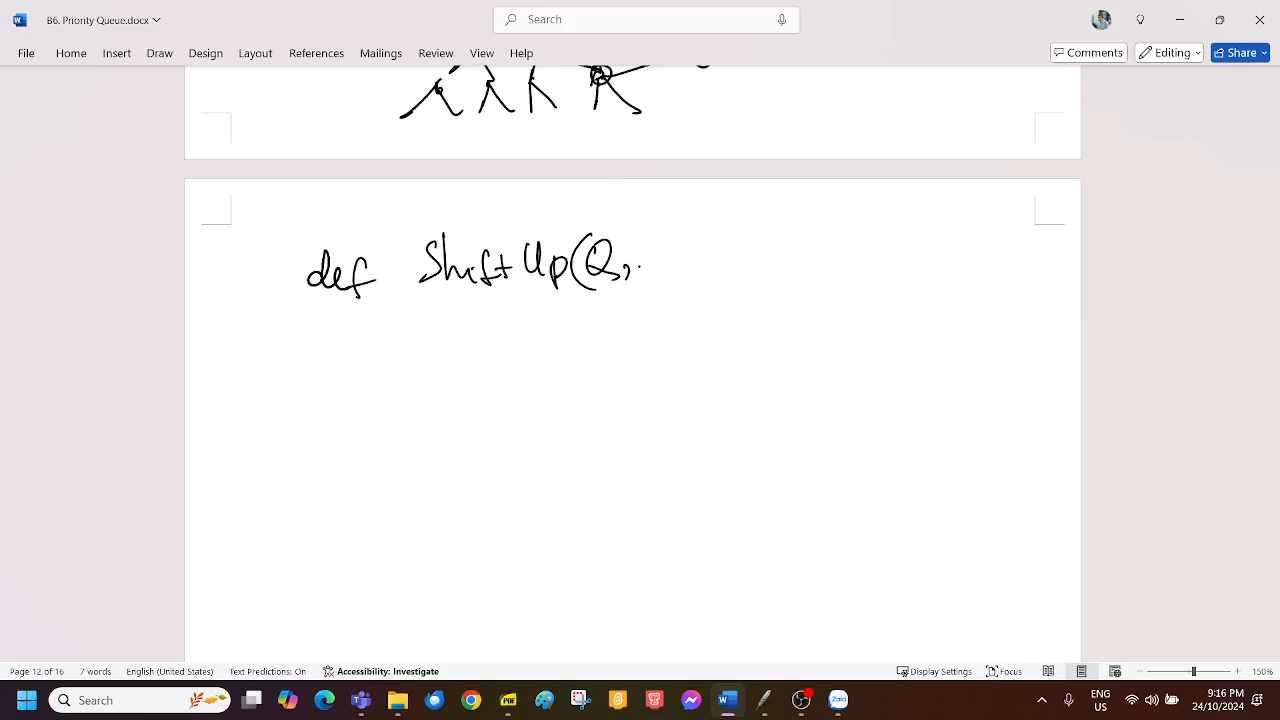 B6. Priority Queue.docx
Search
File Home Insert Draw Design Layout References Mailings Review View Help
Comments Editing Share
def ShiftUp(Q,
Page 12 of 16 7 words English (United States) Text Predictions: On Accessibility: Investigate Display Settings Focus 150%
Search
PDF
Zalo
ENG
US
9:16 PM
24/10/2024